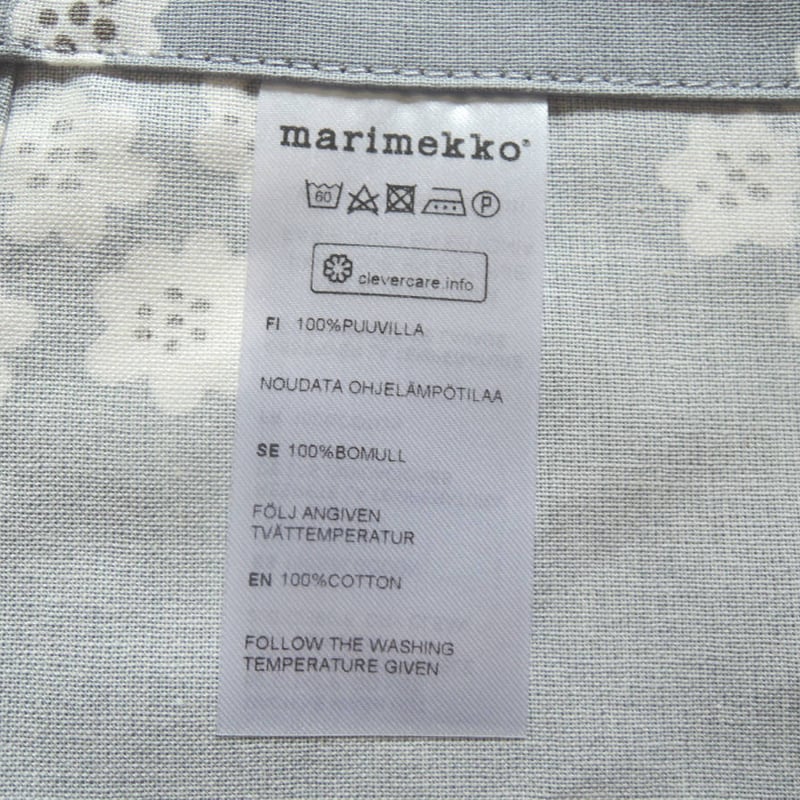 marimekko®
60 P
clevercare.info
FI 100%PUUVILLA
NOUDATA OHJELÄMPÖTILAA
SE 100%BOMULL
FÖLJ ANGIVEN
TVÄTTEMPERATUR
EN 100%COTTON
FOLLOW THE WASHING
TEMPERATURE GIVEN